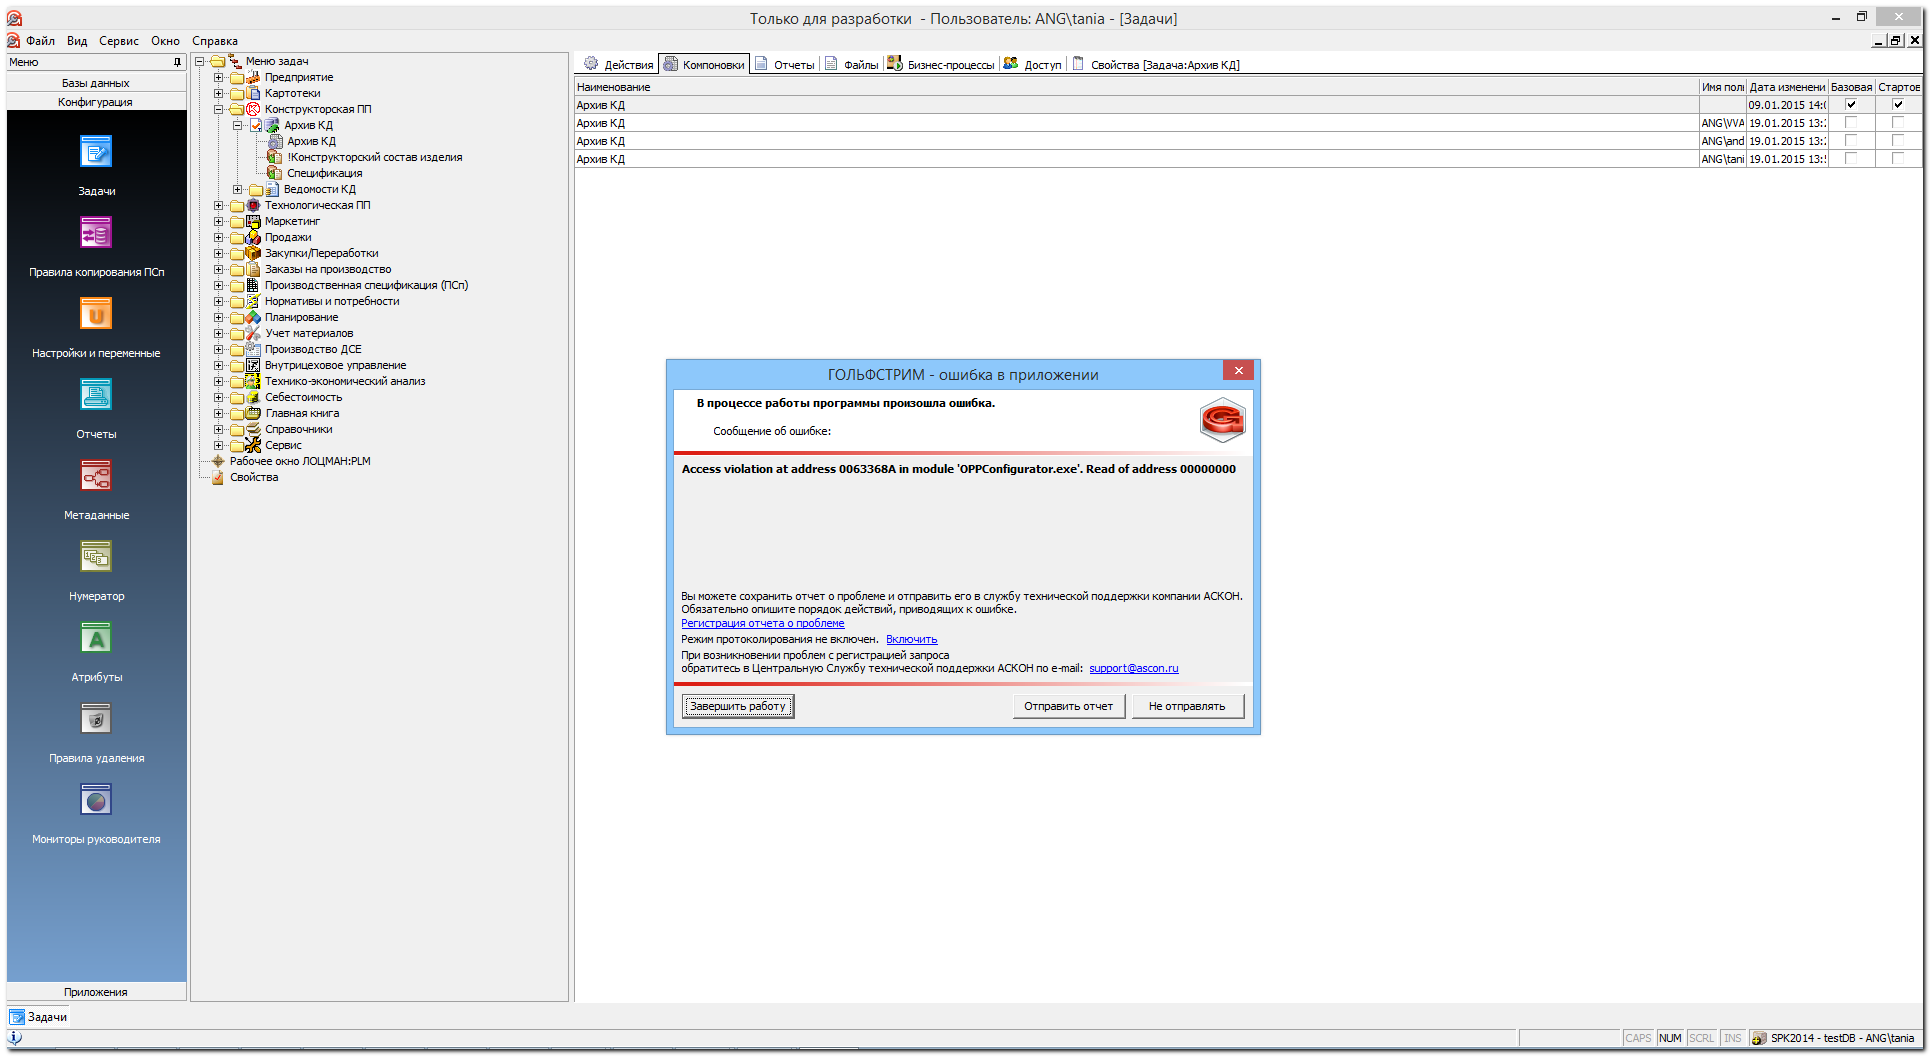 Только для разработки - Пользователь: ANG\tania - [Задачи]
Файл Вид Сервис Окно Справка
Меню
Базы данных
Конфигурация
Задачи
Правила копирования ПСп
Настройки и переменные
Отчеты
Метаданные
Нумератор
Атрибуты
Правила удаления
Мониторы руководителя
Приложения
Меню задач
Предприятие
Картотеки
Конструкторская ПП
Архив КД
Архив КД
!Конструкторский состав изделия
Спецификация
Ведомости КД
Технологическая ПП
Маркетинг
Продажи
Закупки/Переработки
Заказы на производство
Производственная спецификация (ПСп)
Нормативы и потребности
Планирование
Учет материалов
Производство ДСЕ
Внутрицеховое управление
Технико-экономический анализ
Себестоимость
Главная книга
Справочники
Сервис
Рабочее окно ЛОЦМАН:PLM
Свойства
Действия Компоновки Отчеты Файлы Бизнес-процессы Доступ Свойства [Задача:Архив КД]
Наименование Имя пол Дата изменени Базовая Стартов
Архив КД 09.01.2015 14:0
Архив КД ANG\VVA 19.01.2015 13:
Архив КД ANG\and 19.01.2015 13:
Архив КД ANG\tani 19.01.2015 13:
ГОЛЬФСТРИМ - ошибка в приложении
В процессе работы программы произошла ошибка.
Сообщение об ошибке:
Access violation at address 0063368A in module 'OPPConfigurator.exe'. Read of address 00000000
Вы можете сохранить отчет о проблеме и отправить его в службу технической поддержки компании АСКОН.
Обязательно опишите порядок действий, приводящих к ошибке.
Регистрация отчета о проблеме
Режим протоколирования не включен. Включить
При возникновении проблем с регистрацией запроса
обратитесь в Центральную Службу технической поддержки АСКОН по e-mail: support@ascon.ru
Завершить работу Отправить отчет Не отправлять
Задачи
CAPS NUM SCRL INS SPK2014 - testDB - ANG\tania